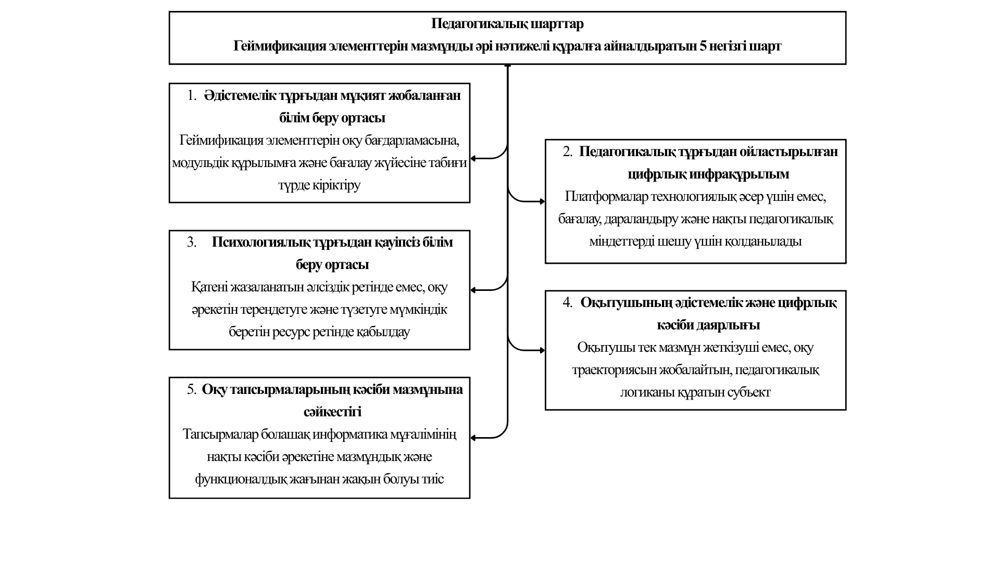 Педагогикалық шарттар
Геймификация элементтерін мазмұнды әрі нәтижелі құралға айналдыратын 5 негізгі шарт
1. Әдістемелік тұрғыдан мұқият жобаланған
білім беру ортасы
Геймификация элементтерін оқу бағдарламасына,
модульдік құрылымға және бағалау жүйесіне табиғи
түрде кіріктіру
2. Педагогикалық тұрғыдан ойластырылған
цифрлық инфрақұрылым
Платформалар технологиялық әсер үшін емес,
бағалау, дараландыру және нақты педагогикалық
міндеттерді шешу үшін қолданылады
3. Психологиялық тұрғыдан қауіпсіз білім
беру ортасы
Қатені жазаланатын әлсіздік ретінде емес, оқу
әрекетін тереңдетуге және түзетуге мүмкіндік
беретін ресурс ретінде қабылдау
4. Оқытушының әдістемелік және цифрлық
кәсіби даярлығы
Оқытушы тек мазмұн жеткізуші емес, оқу
траекториясын жобалайтын, педагогикалық
логиканы құратын субъект
5. Оқу тапсырмаларының кәсіби мазмұнына
сәйкестігі
Тапсырмалар болашақ информатика мұғалімінің
нақты кәсіби әрекетіне мазмұндық және
функционалдық жағынан жақын болуы тиіс